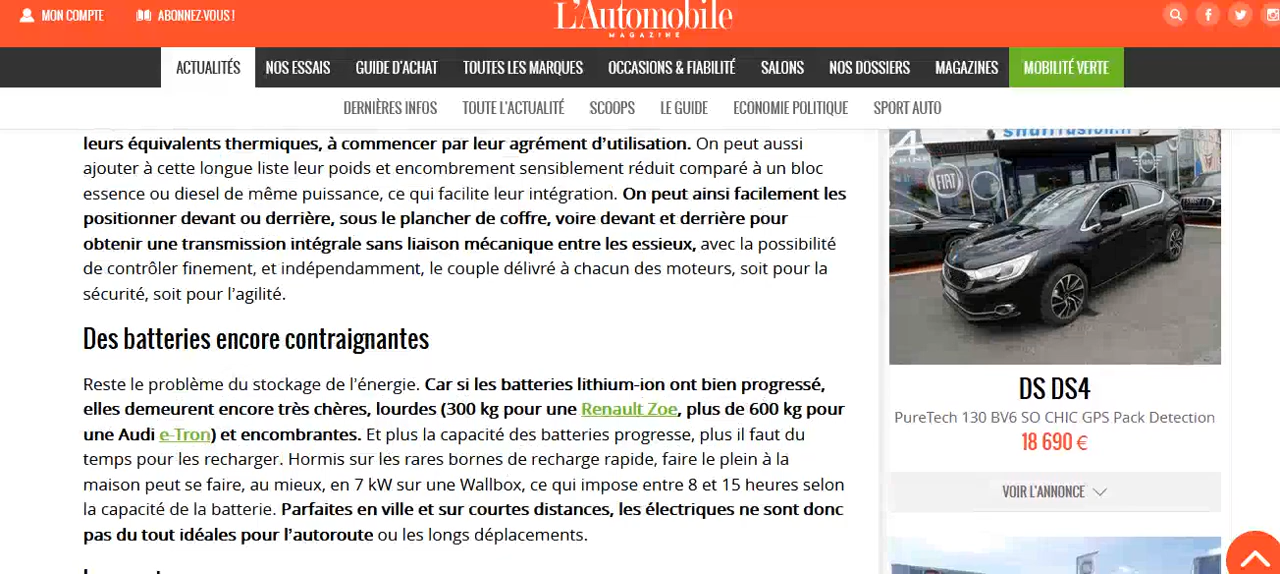 MON COMPTE
ABONNEZ-VOUS !
L'Automobile
MAGAZINE
ACTUALITÉS
NOS ESSAIS
GUIDE D'ACHAT
TOUTES LES MARQUES
OCCASIONS & FIABILITÉ
SALONS
NOS DOSSIERS
MAGAZINES
MOBILITÉ VERTE
DERNIÈRES INFOS
TOUTE L'ACTUALITÉ
SCOOPS
LE GUIDE
ECONOMIE POLITIQUE
SPORT AUTO
leurs équivalents thermiques, à commencer par leur agrément d’utilisation. On peut aussi
ajouter à cette longue liste leur poids et encombrement sensiblement réduit comparé à un bloc
essence ou diesel de même puissance, ce qui facilite leur intégration. On peut ainsi facilement les
positionner devant ou derrière, sous le plancher de coffre, voire devant et derrière pour
obtenir une transmission intégrale sans liaison mécanique entre les essieux, avec la possibilité
de contrôler finement, et indépendamment, le couple délivré à chacun des moteurs, soit pour la
sécurité, soit pour l’agilité.
Des batteries encore contraignantes
Reste le problème du stockage de l’énergie. Car si les batteries lithium-ion ont bien progressé,
elles demeurent encore très chères, lourdes (300 kg pour une Renault Zoe, plus de 600 kg pour
une Audi e-Tron) et encombrantes. Et plus la capacité des batteries progresse, plus il faut du
temps pour les recharger. Hormis sur les rares bornes de recharge rapide, faire le plein à la
maison peut se faire, au mieux, en 7 kW sur une Wallbox, ce qui impose entre 8 et 15 heures selon
la capacité de la batterie. Parfaites en ville et sur courtes distances, les électriques ne sont donc
pas du tout idéales pour l’autoroute ou les longs déplacements.
FIAT
MINI
DS DS4
PureTech 130 BV6 SO CHIC GPS Pack Detection
18 690 €
VOIR L'ANNONCE